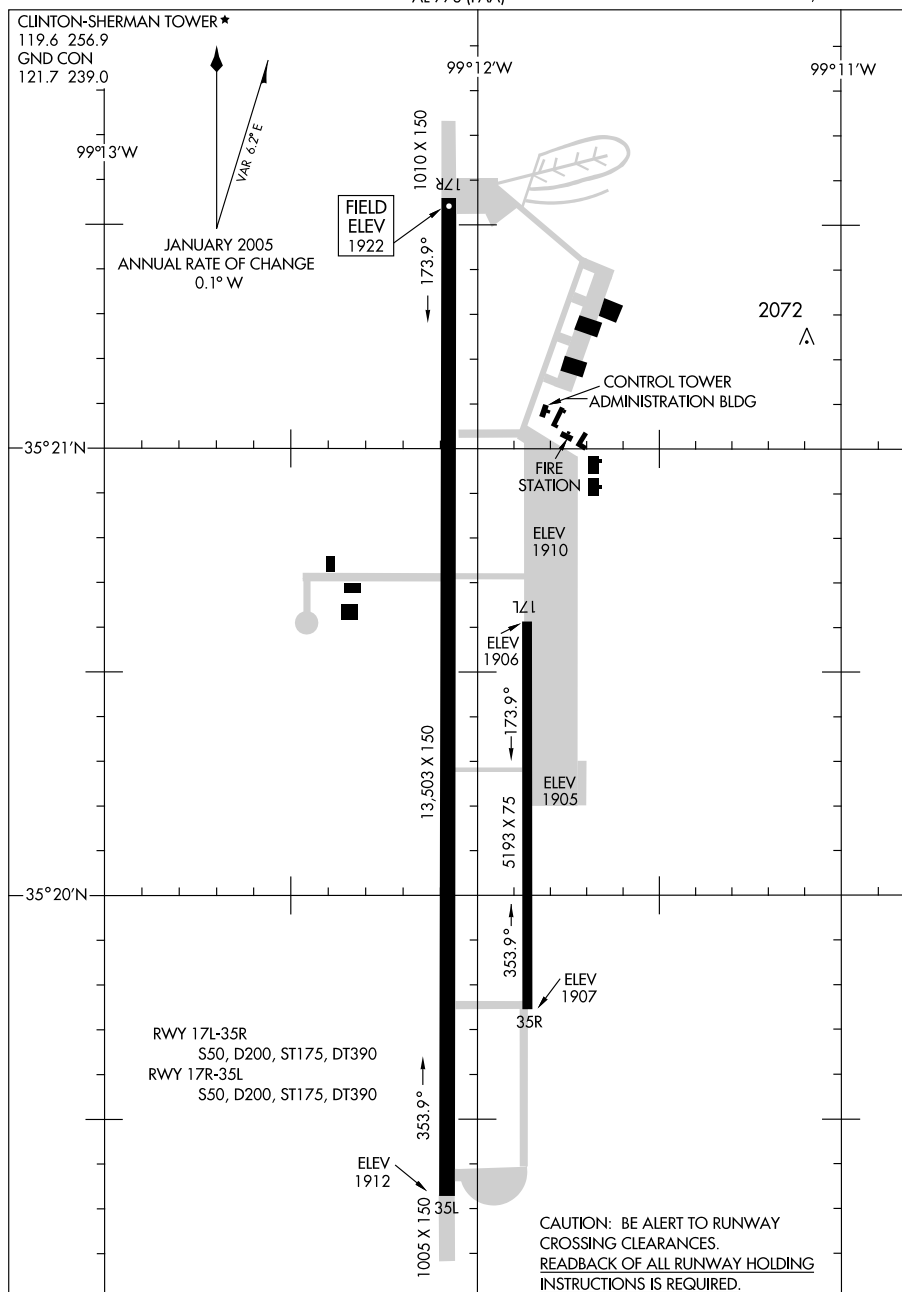 AL 776 (FAA)
CLINTON-SHERMAN TOWER★
119.6 256.9
GND CON
121.7 239.0
99°12'W
99°11'W
99°13'W
VAR 6.2° E
JANUARY 2005
ANNUAL RATE OF CHANGE
0.1° W
1010 X 150
17R
FIELD
ELEV
1922
173.9°
2072
CONTROL TOWER
ADMINISTRATION BLDG
35°21'N
FIRE
STATION
ELEV
1910
17L
ELEV
1906
173.9°
13,503 X 150
5193 X 75
ELEV
1905
35°20'N
353.9°
ELEV
1907
35R
RWY 17L-35R
S50, D200, ST175, DT390
RWY 17R-35L
S50, D200, ST175, DT390
353.9°
ELEV
1912
35L
1005 X 150
CAUTION: BE ALERT TO RUNWAY
CROSSING CLEARANCES.
READBACK OF ALL RUNWAY HOLDING
INSTRUCTIONS IS REQUIRED.